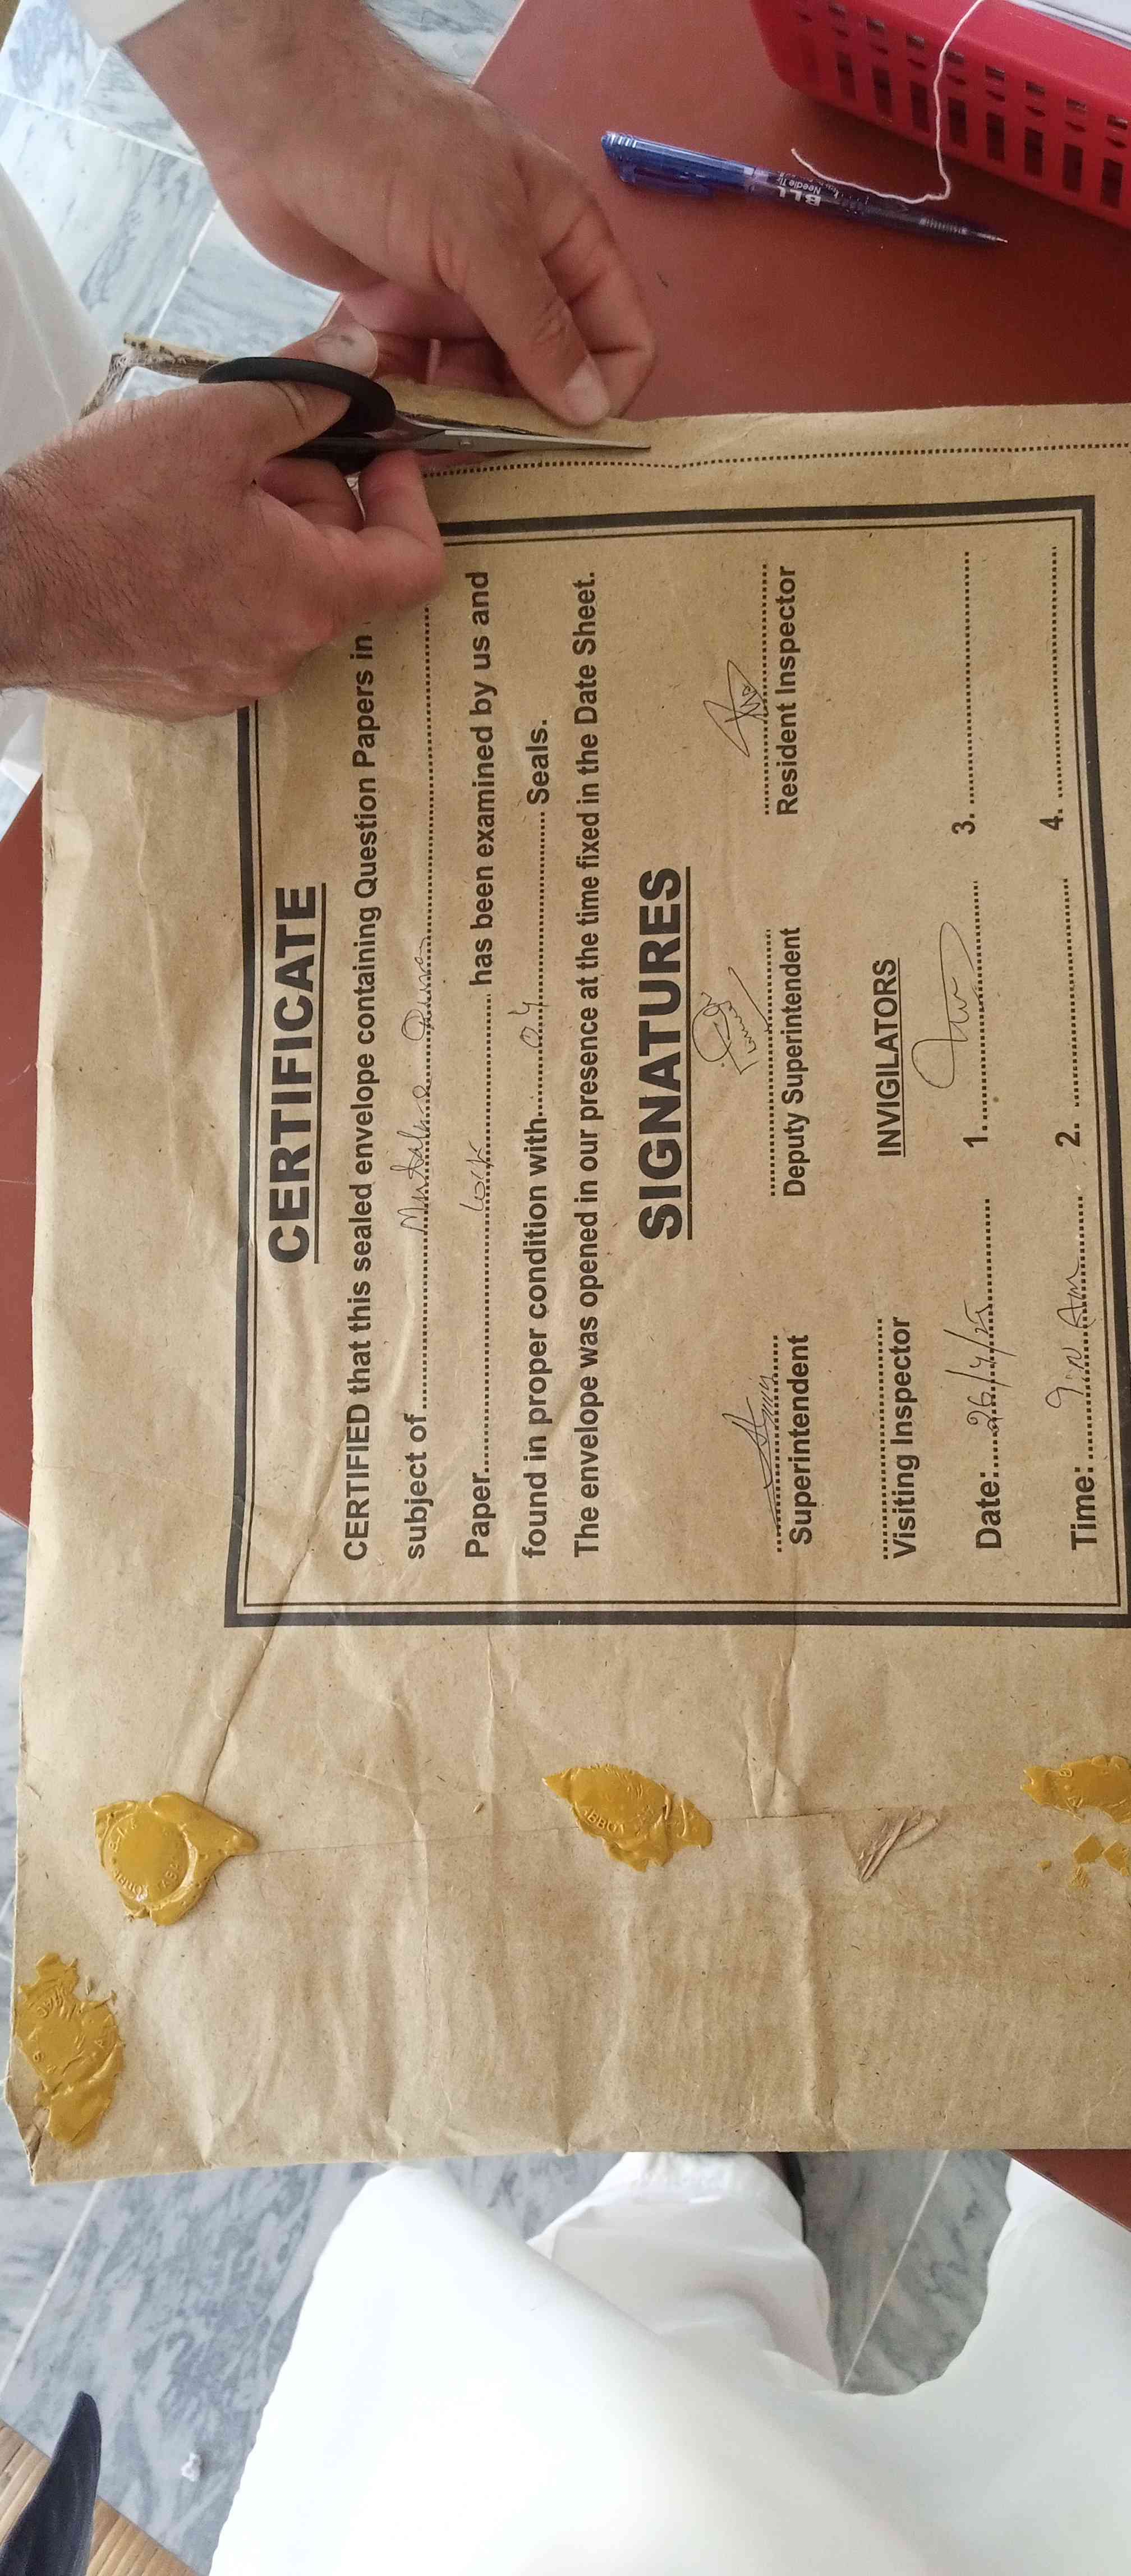 CERTIFICATE
CERTIFIED that this sealed envelope containing Question Papers in
subject of Mutala Quran
Paper has been examined by us and
found in proper condition with 04 Seals.
The envelope was opened in our presence at the time fixed in the Date Sheet.
SIGNATURES
Superintendent Deputy Superintendent Resident Inspector
Visiting Inspector INVIGILATORS
Date: 26/4/25 1. 3.
Time: Am 2. 4.